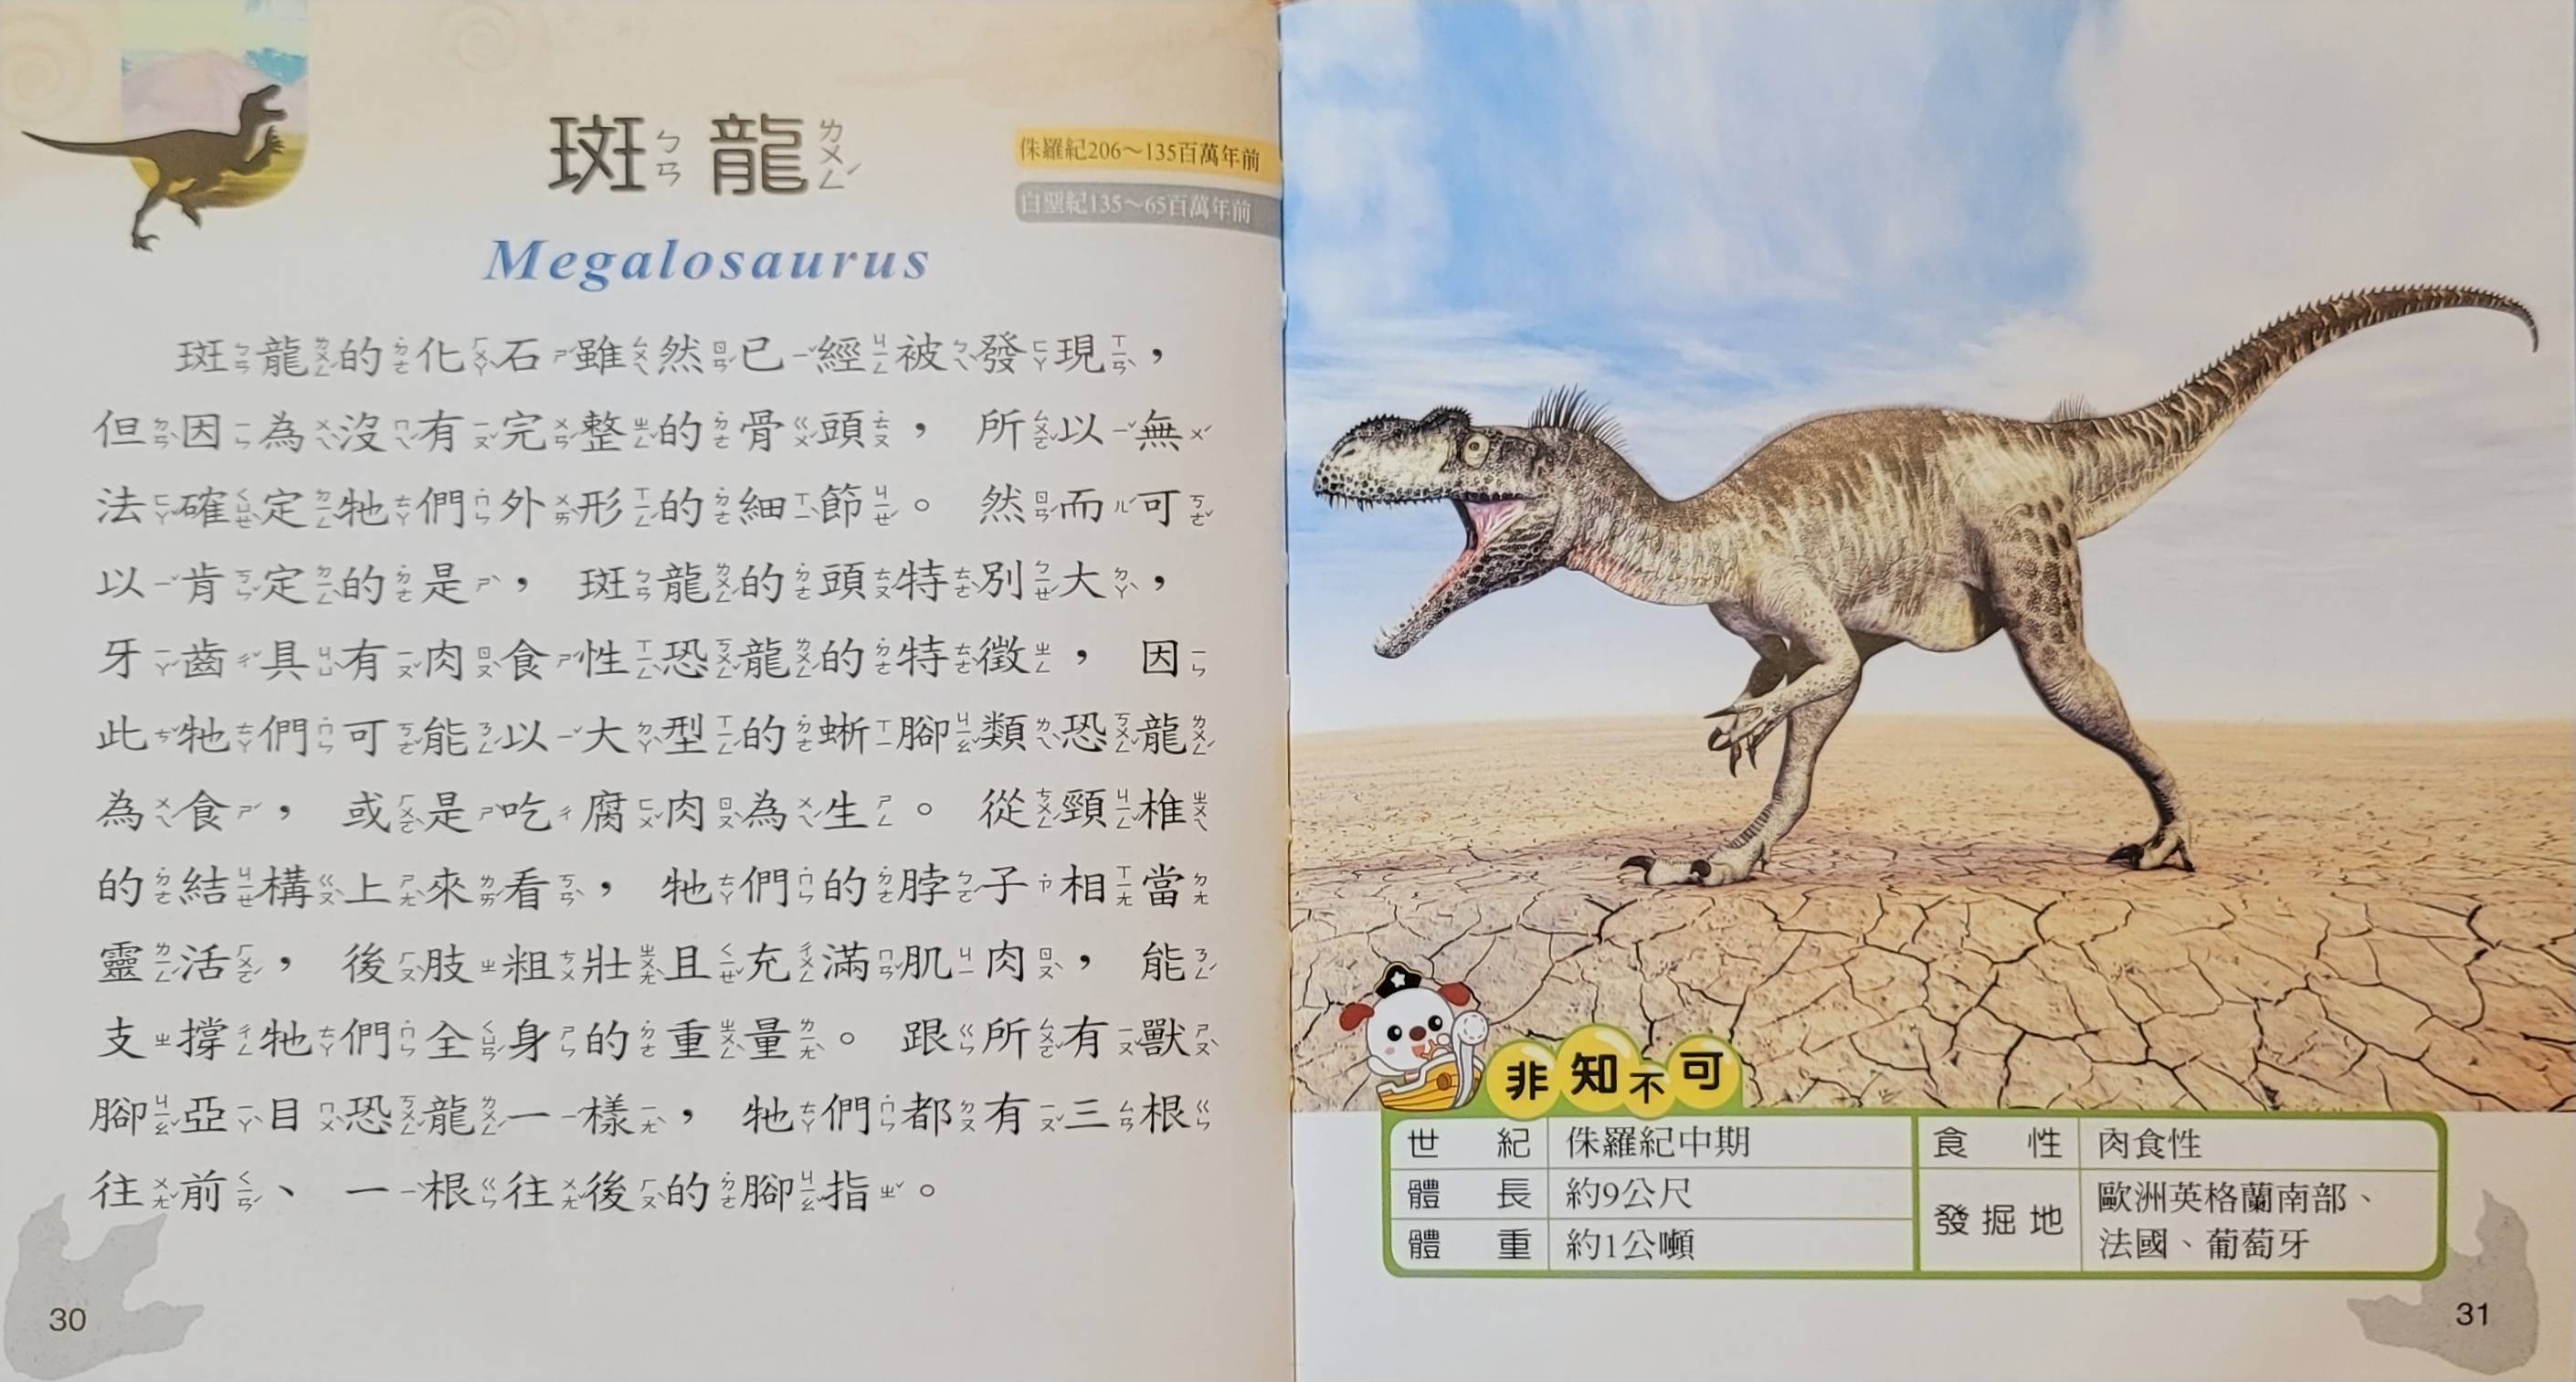 斑龍
侏羅紀206～135百萬年前
白堊紀135～65百萬年前
Megalosaurus
斑龍的化石雖然已經被發現，
但因為沒有完整的骨頭，所以無
法確定牠們外形的細節。然而可
以肯定的是，斑龍的頭特別大，
牙齒具有肉食性恐龍的特徵，因
此牠們可能以大型的蜥腳類恐龍
為食，或是吃腐肉為生。從頸椎
的結構上來看，牠們的脖子相當
靈活，後肢粗壯且充滿肌肉，能
支撐牠們全身的重量。跟所有獸
腳亞目恐龍一樣，牠們都有三根
往前、一根往後的腳指。
30
非知不可
世紀 侏羅紀中期
體長 約9公尺
體重 約1公噸
食性 肉食性
發掘地 歐洲英格蘭南部、
法國、葡萄牙
31